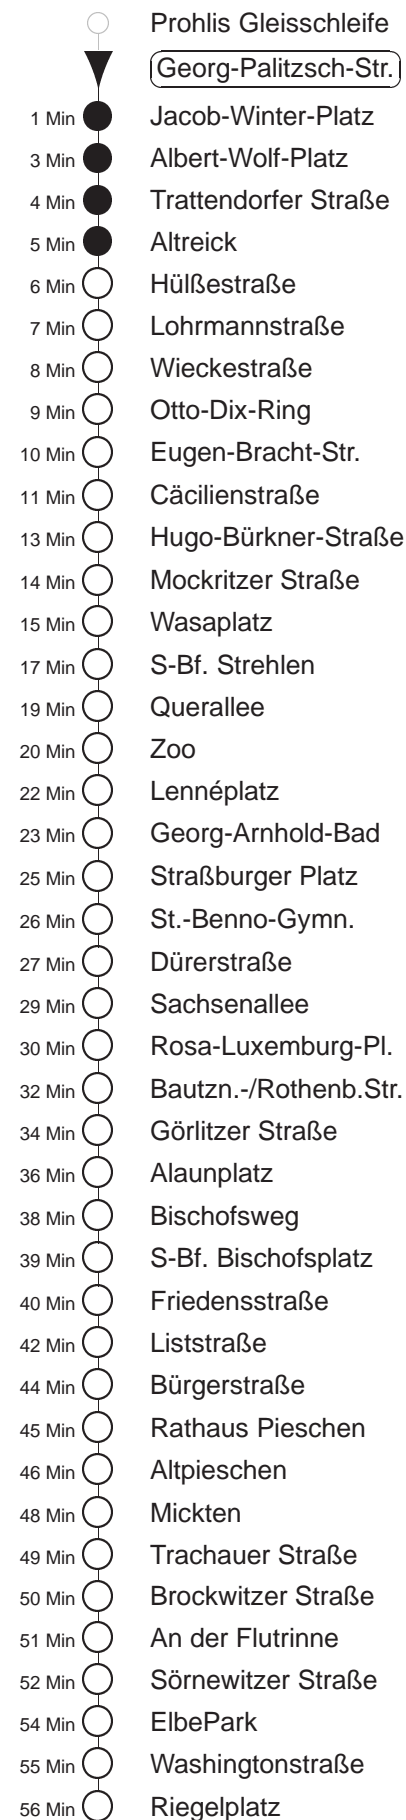 Prohlis Gleisschleife
Georg-Palitzsch-Str.
1 Min Jacob-Winter-Platz
3 Min Albert-Wolf-Platz
4 Min Trattendorfer Straße
5 Min Altreick
6 Min Hülßestraße
7 Min Lohrmannstraße
8 Min Wieckestraße
9 Min Otto-Dix-Ring
10 Min Eugen-Bracht-Str.
11 Min Cäcilienstraße
13 Min Hugo-Bürkner-Straße
14 Min Mockritzer Straße
15 Min Wasaplatz
17 Min S-Bf. Strehlen
19 Min Querallee
20 Min Zoo
22 Min Lennéplatz
23 Min Georg-Arnhold-Bad
25 Min Straßburger Platz
26 Min St.-Benno-Gymn.
27 Min Dürerstraße
29 Min Sachsenallee
30 Min Rosa-Luxemburg-Pl.
32 Min Bautzn.-/Rothenb.Str.
34 Min Görlitzer Straße
36 Min Alaunplatz
38 Min Bischofsweg
39 Min S-Bf. Bischofsplatz
40 Min Friedensstraße
42 Min Liststraße
44 Min Bürgerstraße
45 Min Rathaus Pieschen
46 Min Altpieschen
48 Min Mickten
49 Min Trachauer Straße
50 Min Brockwitzer Straße
51 Min An der Flutrinne
52 Min Sörnewitzer Straße
54 Min ElbePark
55 Min Washingtonstraße
56 Min Riegelplatz